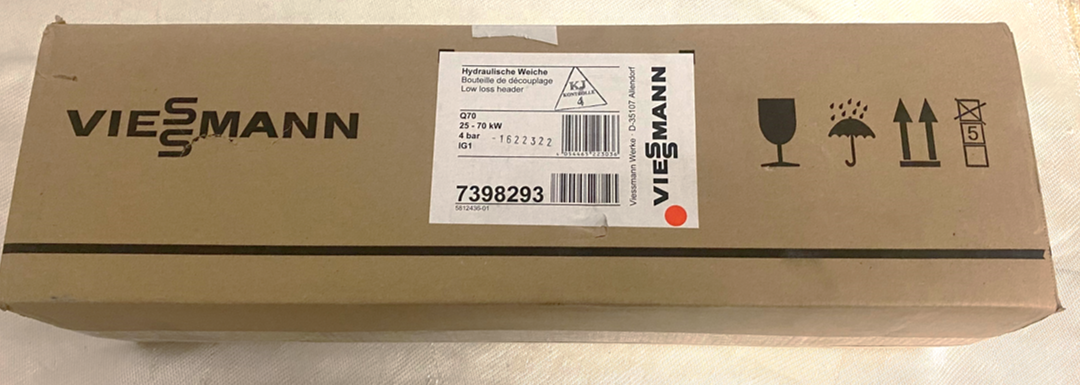 VIESSMANN
Hydraulische Weiche
Bouteille de découplage
Low loss header
KJ
KONTROLLE
4
Q70
25 - 70 kW
4 bar
IG1
-1622322
7398293
5812436-01
Viessmann Werke · D-35107 Allendorf
VIESSMANN
5